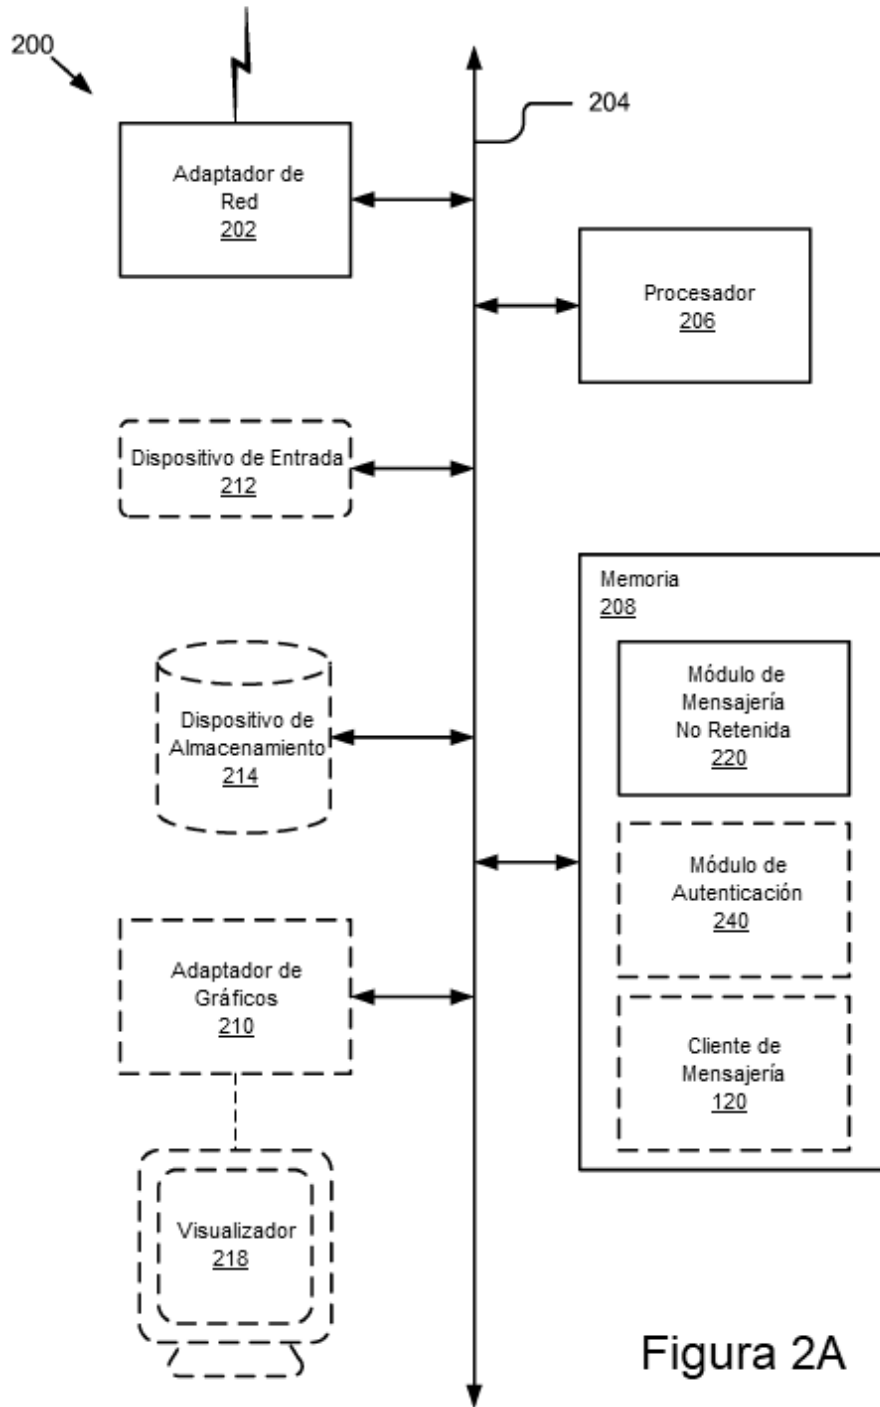 200
204
Adaptador de
Red
202
Procesador
206
Dispositivo de Entrada
212
Memoria
208
Módulo de
Mensajería
No Retenida
220
Dispositivo de
Almacenamiento
214
Módulo de
Autenticación
240
Adaptador de
Gráficos
210
Cliente de
Mensajería
120
Visualizador
218
Figura 2A